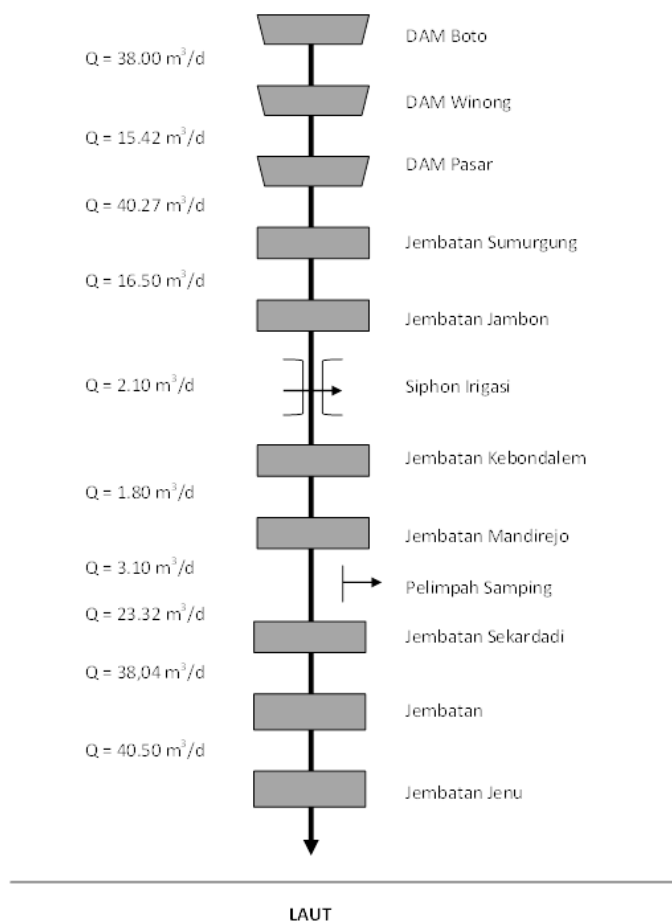 DAM Boto
Q = 38.00 m³/d
DAM Winong
Q = 15.42 m³/d
DAM Pasar
Q = 40.27 m³/d
Jembatan Sumurgung
Q = 16.50 m³/d
Jembatan Jambon
Q = 2.10 m³/d
Siphon Irigasi
Jembatan Kebondalem
Q = 1.80 m³/d
Jembatan Mandirejo
Q = 3.10 m³/d
Pelimpah Samping
Q = 23.32 m³/d
Jembatan Sekardadi
Q = 38,04 m³/d
Jembatan
Q = 40.50 m³/d
Jembatan Jenu
LAUT